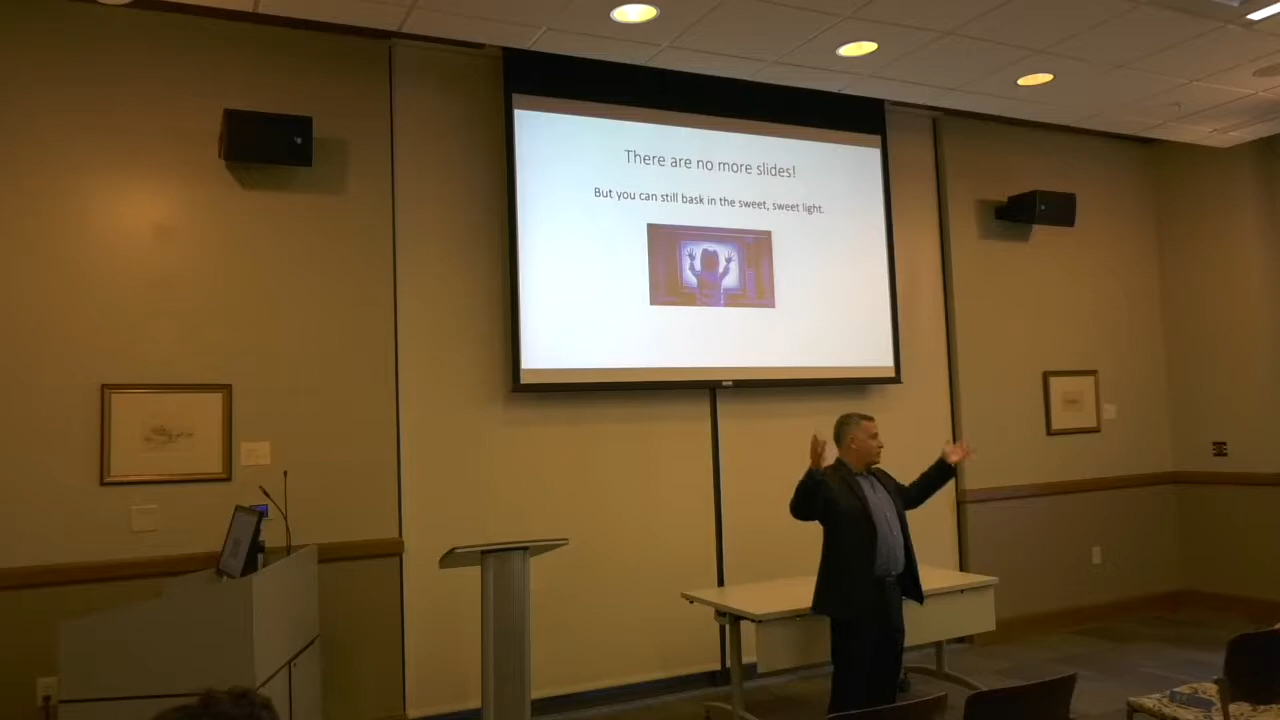 There are no more slides!
But you can still bask in the sweet, sweet light.